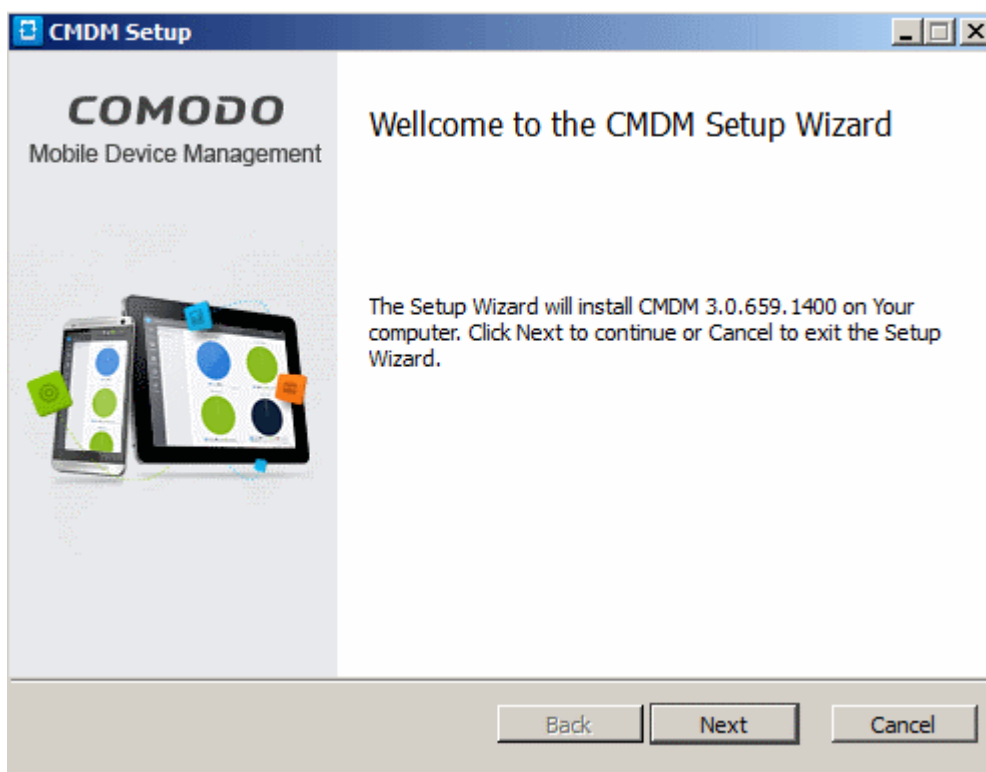 CMDM Setup
COMODO
Mobile Device Management
Wellcome to the CMDM Setup Wizard
The Setup Wizard will install CMDM 3.0.659.1400 on Your
computer. Click Next to continue or Cancel to exit the Setup
Wizard.
Back
Next
Cancel